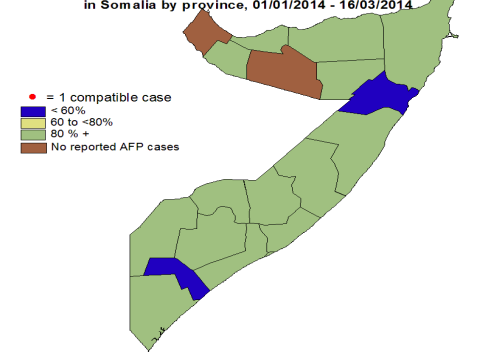 in Somalia by province, 01/01/2014 - 16/03/2014
= 1 compatible case
< 60%
60 to <80%
80 % +
No reported AFP cases